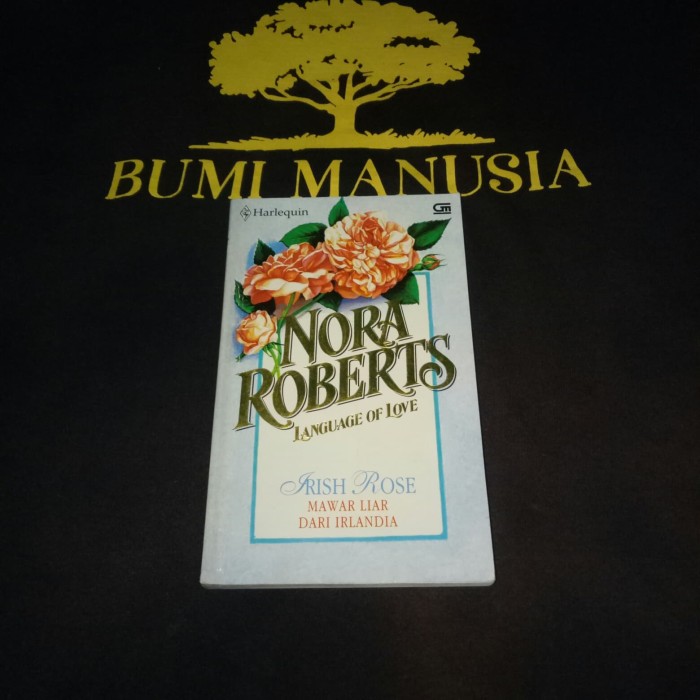 BUMI MANUSIA
Harlequin
GM
NORA
ROBERTS
LANGUAGE OF LOVE
IRISH ROSE
MAWAR LIAR
DARI IRLANDIA